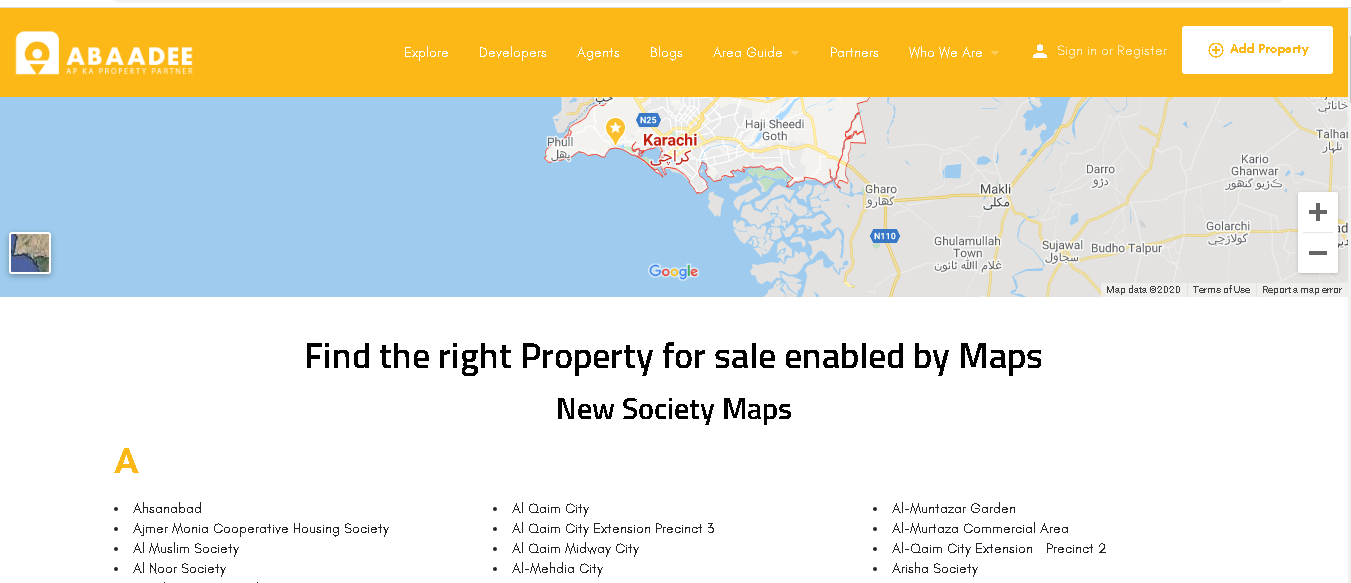 ABAADEE
AP KA PROPERTY PARTNER
Explore
Developers
Agents
Blogs
Area Guide
Partners
Who We Are
Sign in or Register
Add Property
N25
Haji Sheedi
Goth
Karachi
کراچی
Phull
پھل
Talhar
تلہار
Kario
Ghanwar
ڪڙيو گنهور
Darro
دڑو
Gharo
گھارو
Makli
مکلی
Golarchi
گولارچی
N110
Ghulamullah
Town
غلام اللہ ٹاؤن
Sujawal
سجاول
Budho Talpur
Google
Map data ©2020
Terms of Use
Report a map error
Find the right Property for sale enabled by Maps
New Society Maps
A
• Ahsanabad
• Ajmer Monia Cooperative Housing Society
• Al Muslim Society
• Al Noor Society
• Al Qaim City
• Al Qaim City Extension Precinct 3
• Al Qaim Midway City
• Al-Mehdia City
• Al-Muntazar Garden
• Al-Murtaza Commercial Area
• Al-Qaim City Extension Precinct 2
• Arisha Society